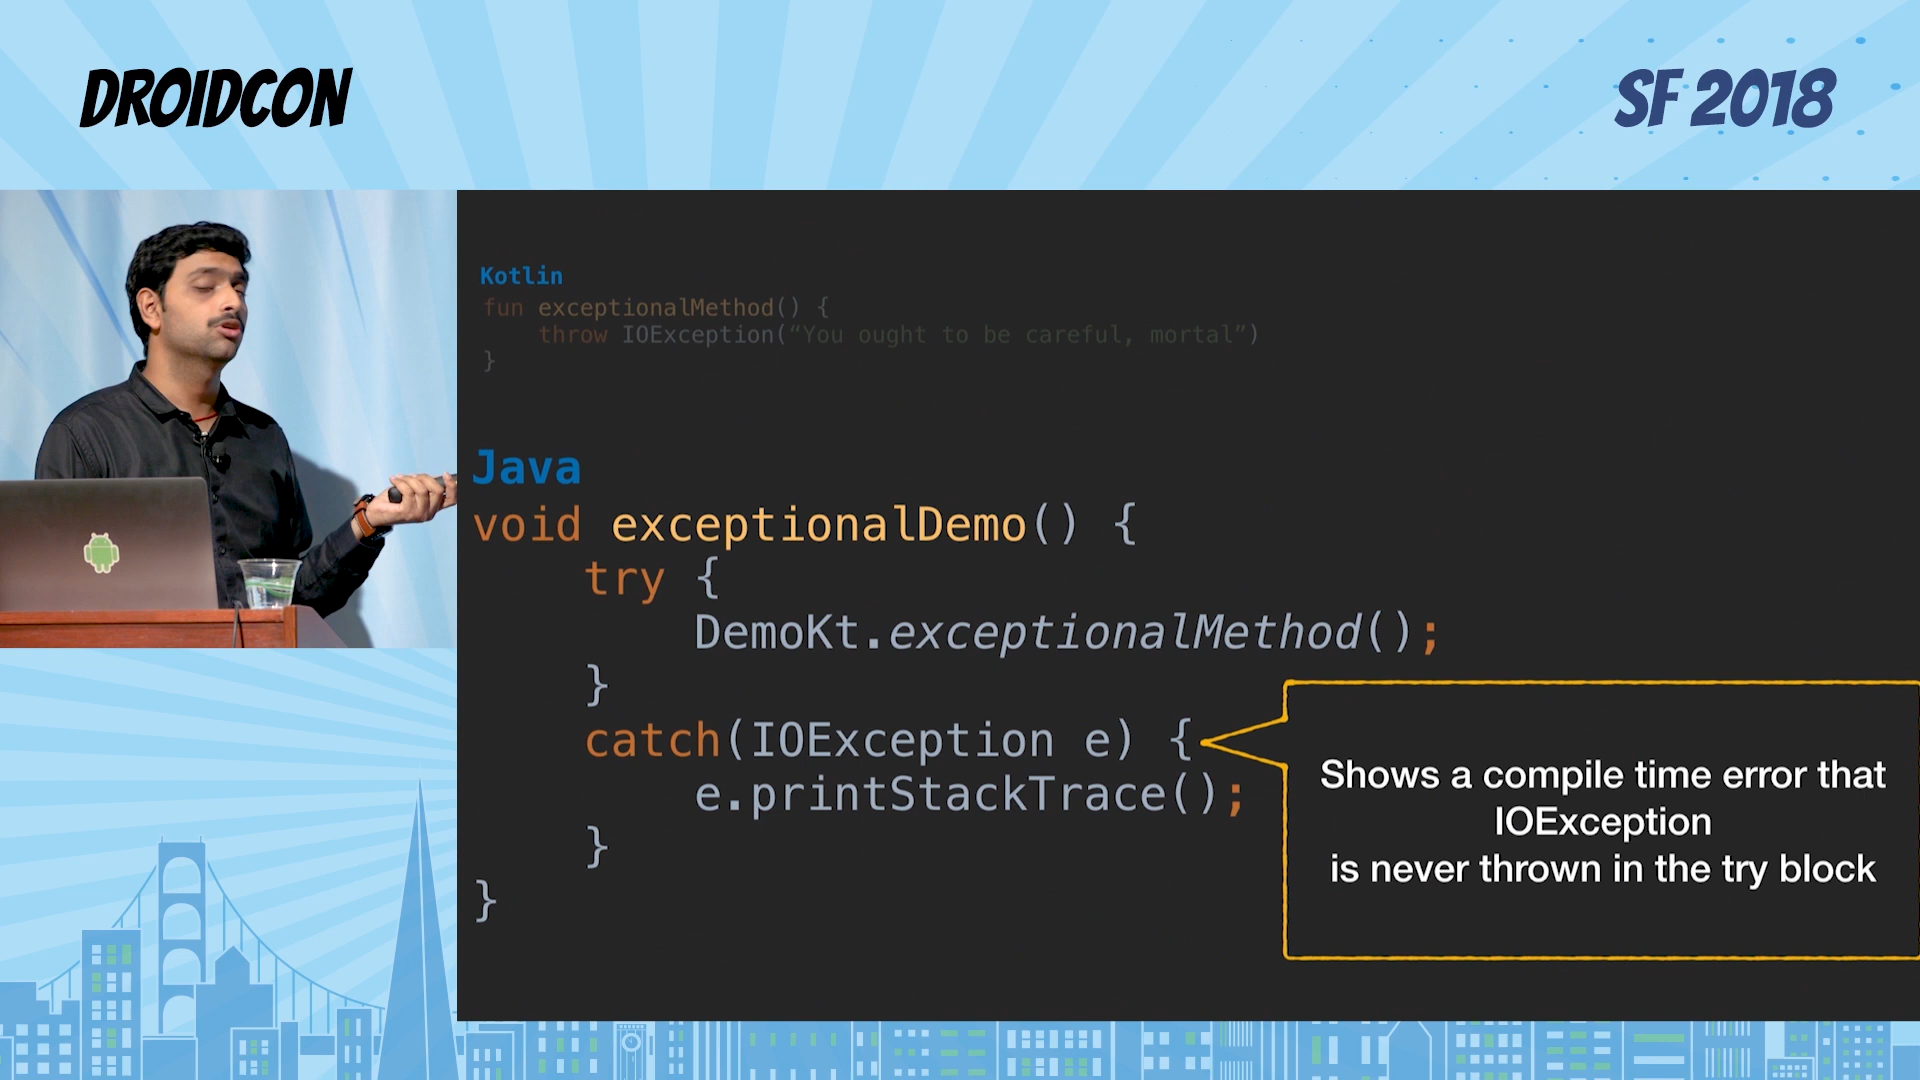 DROIDCON
SF 2018
Kotlin
fun exceptionalMethod() {
    throw IOException(“You ought to be careful, mortal”)
}
Java
void exceptionalDemo() {
    try {
        DemoKt.exceptionalMethod();
    }
    catch(IOException e) {
        e.printStackTrace();
    }
}
Shows a compile time error that
IOException
is never thrown in the try block